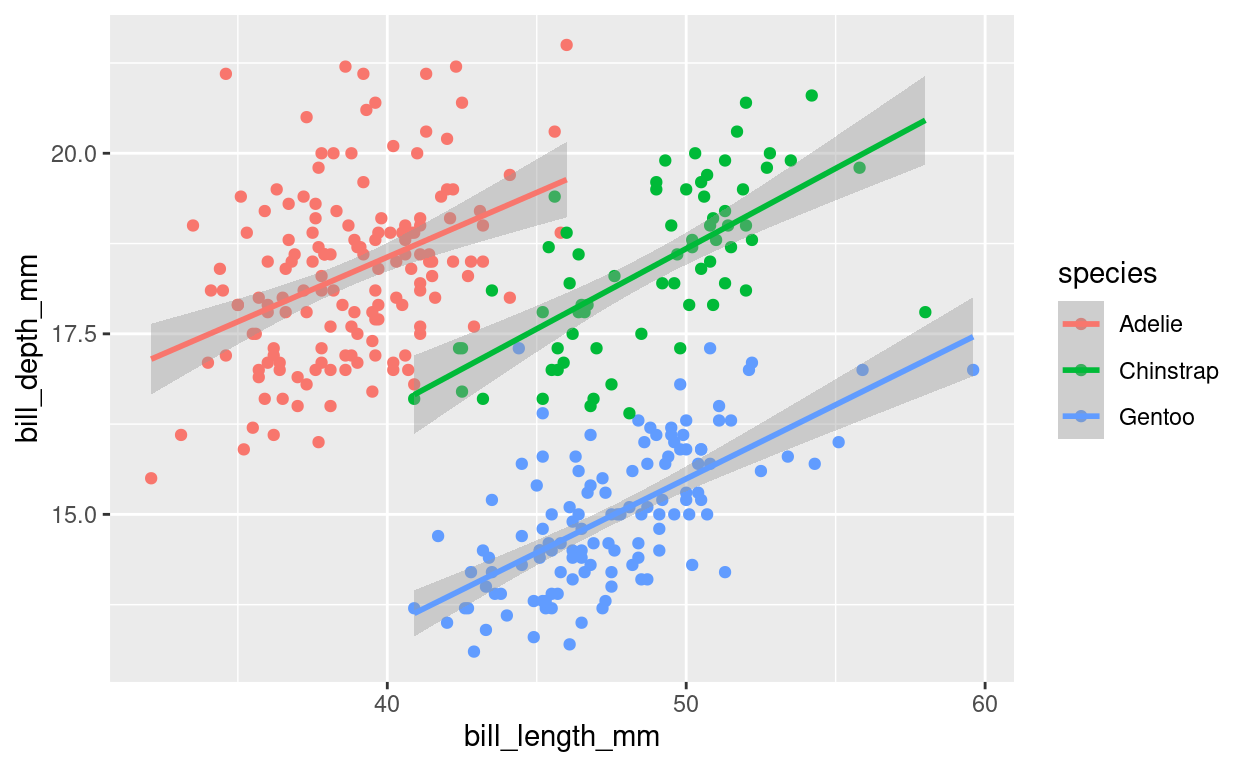 20.0
17.5
15.0
bill_depth_mm
40
50
60
bill_length_mm
species
Adelie
Chinstrap
Gentoo